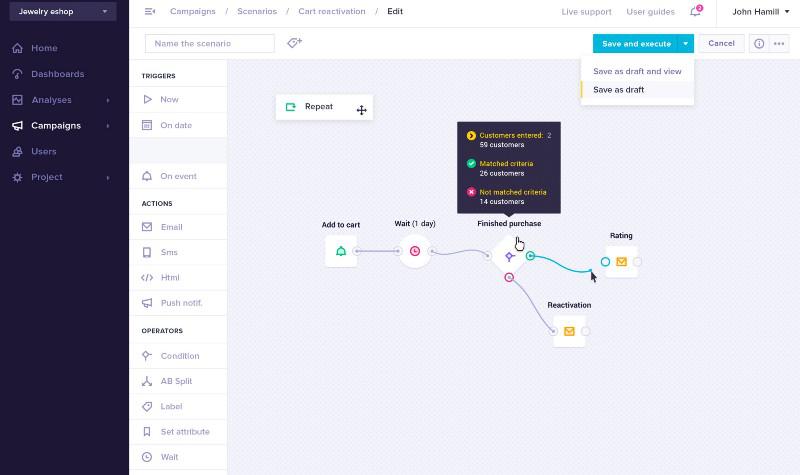 Jewelry eshop
Campaigns / Scenarios / Cart reactivation / Edit
Live support
User guides
2
John Hamill
Home
Dashboards
Analyses
Campaigns
Users
Project
Name the scenario
Save and execute
Cancel
Save as draft and view
Save as draft
TRIGGERS
Now
On date
On event
ACTIONS
Email
Sms
Html
Push notif.
OPERATORS
Condition
AB Split
Label
Set attribute
Wait
Repeat
Customers entered: 2
59 customers
Matched criteria
26 customers
Not matched criteria
14 customers
Add to cart
Wait (1 day)
Finished purchase
Rating
Reactivation